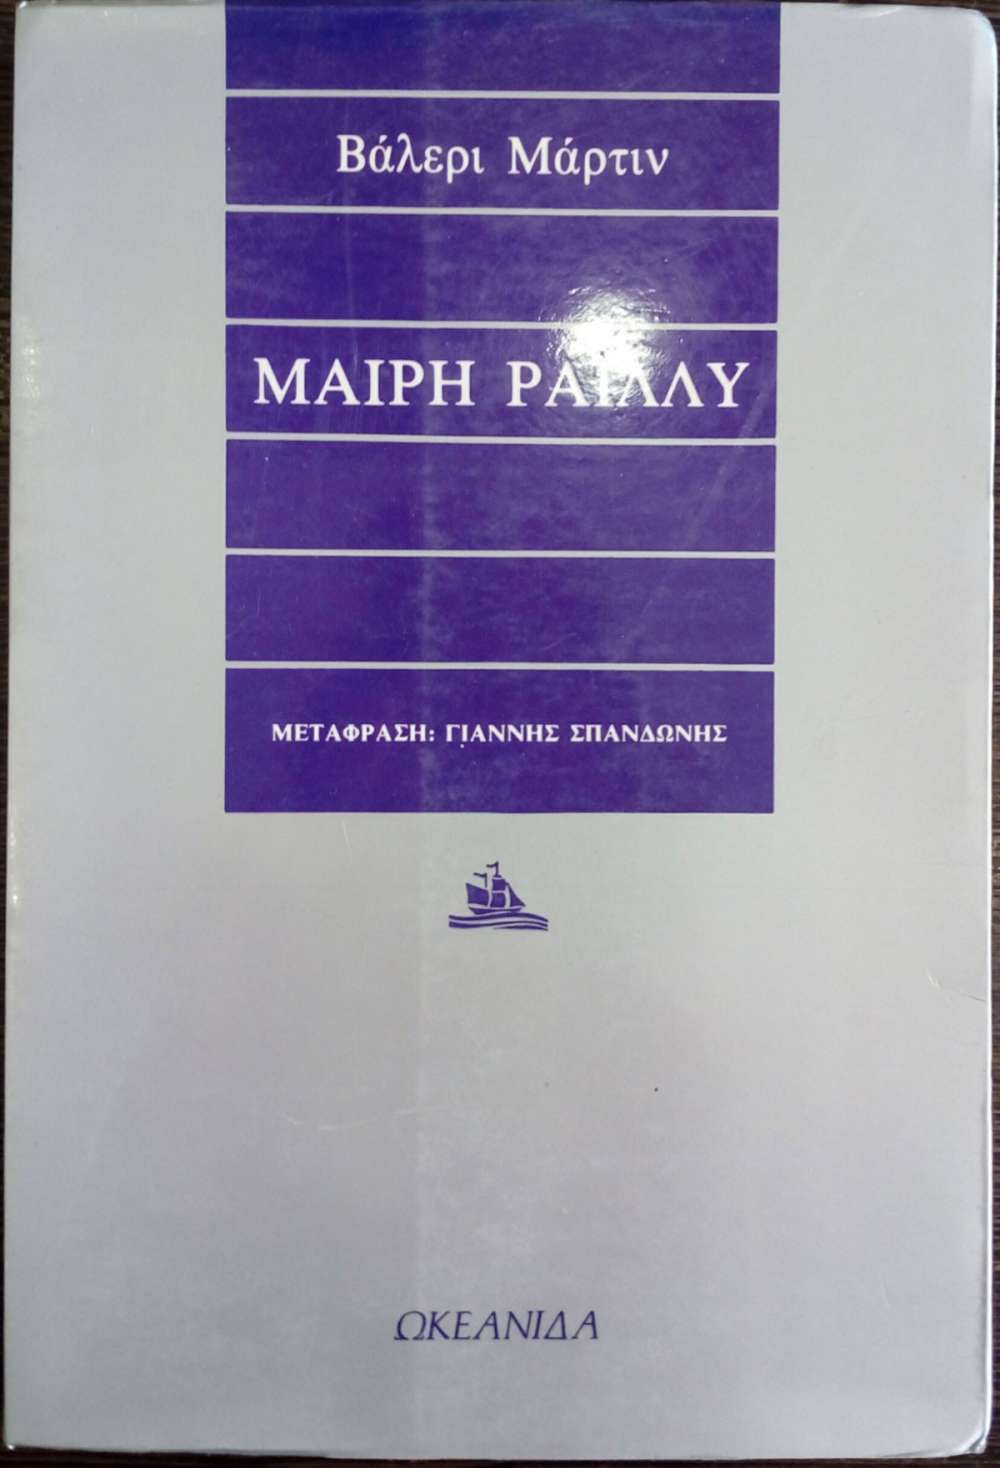 Βάλερι Μάρτιν
ΜΑΙΡΗ ΡΑΪΛΛΥ
ΜΕΤΑΦΡΑΣΗ: ΓΙΑΝΝΗΣ ΣΠΑΝΔΩΝΗΣ
ΩΚΕΑΝΙΔΑ